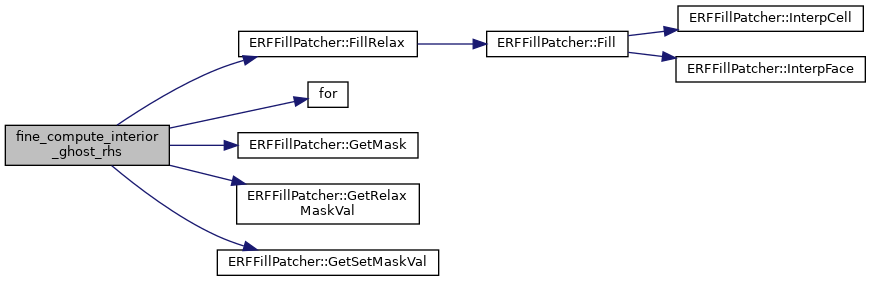 fine_compute_interior
_ghost_rhs
ERFFillPatcher::FillRelax
ERFFillPatcher::Fill
ERFFillPatcher::InterpCell
ERFFillPatcher::InterpFace
for
ERFFillPatcher::GetMask
ERFFillPatcher::GetRelax
MaskVal
ERFFillPatcher::GetSetMaskVal